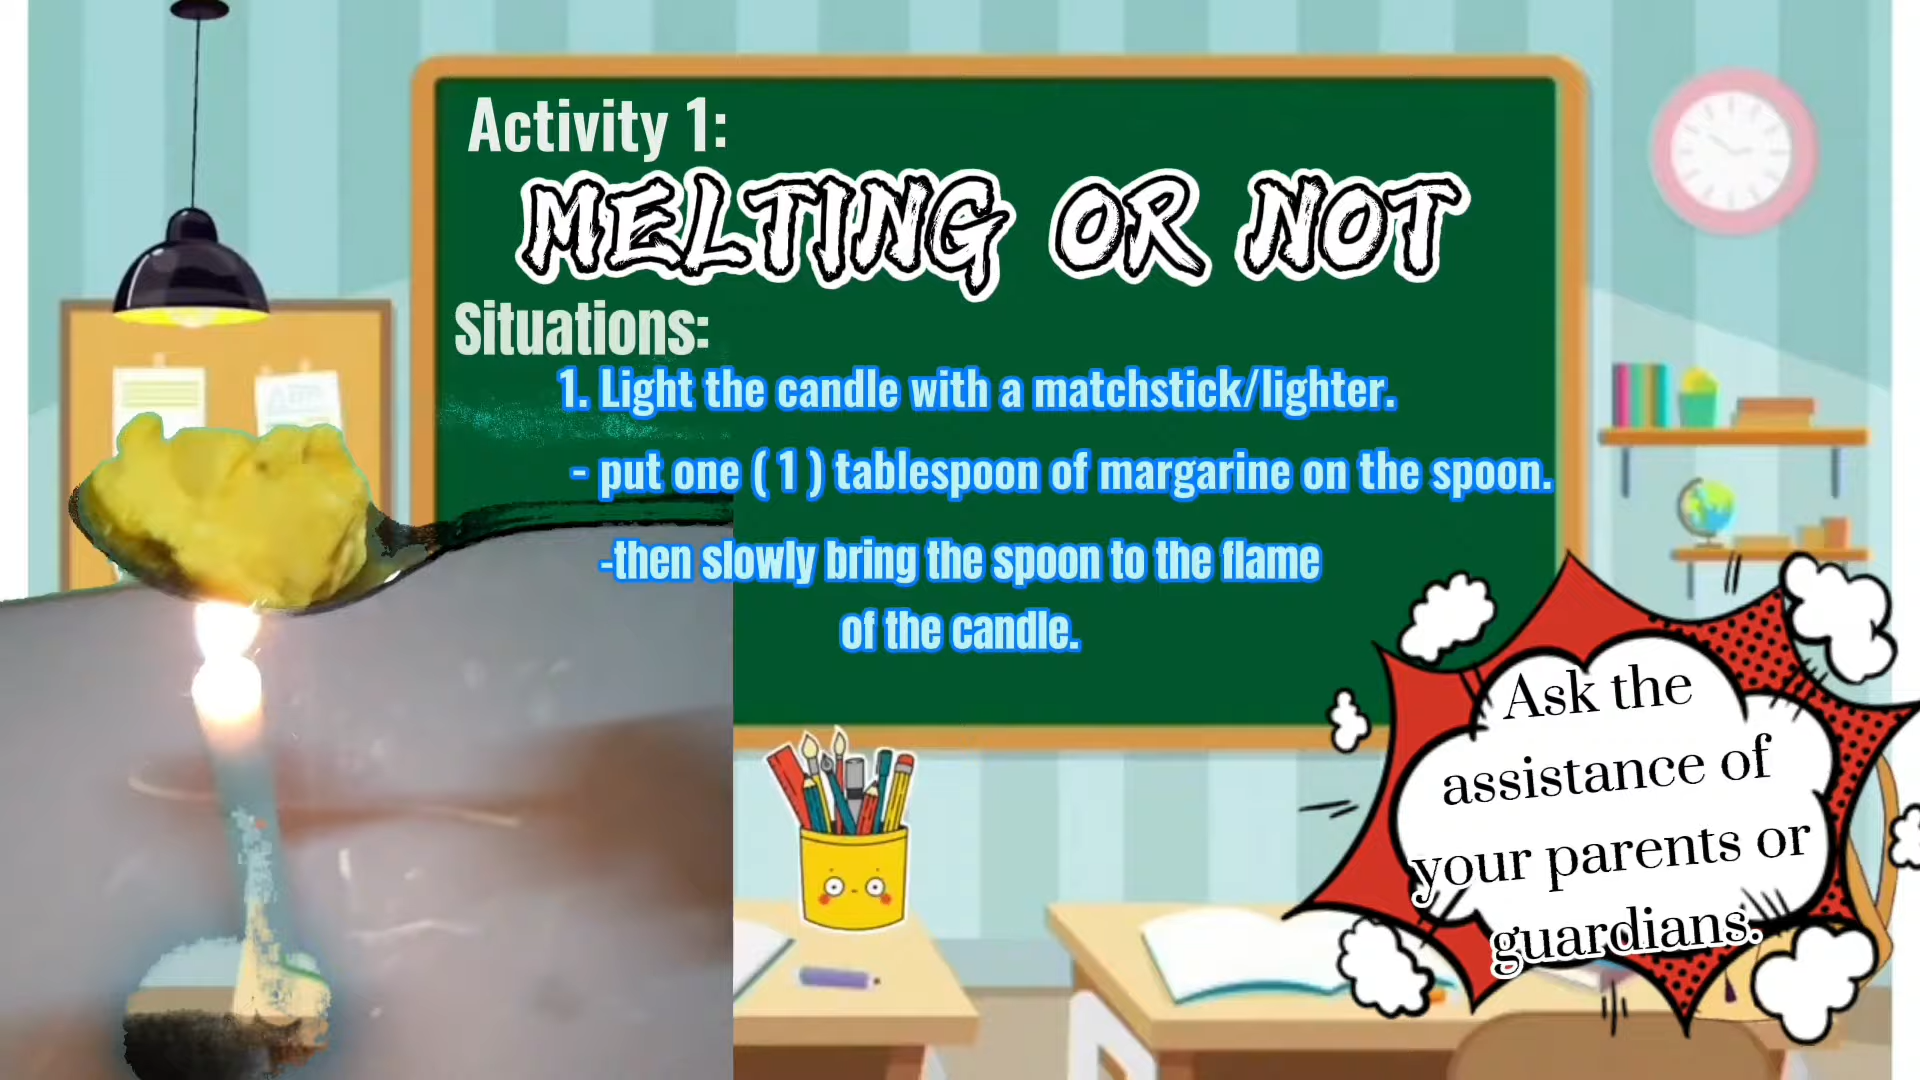 Activity 1:
MELTING OR NOT
Situations:
1. Light the candle with a matchstick/lighter.
- put one ( 1 ) tablespoon of margarine on the spoon.
-then slowly bring the spoon to the flame
of the candle.
Ask the
assistance of
your parents or
guardians.